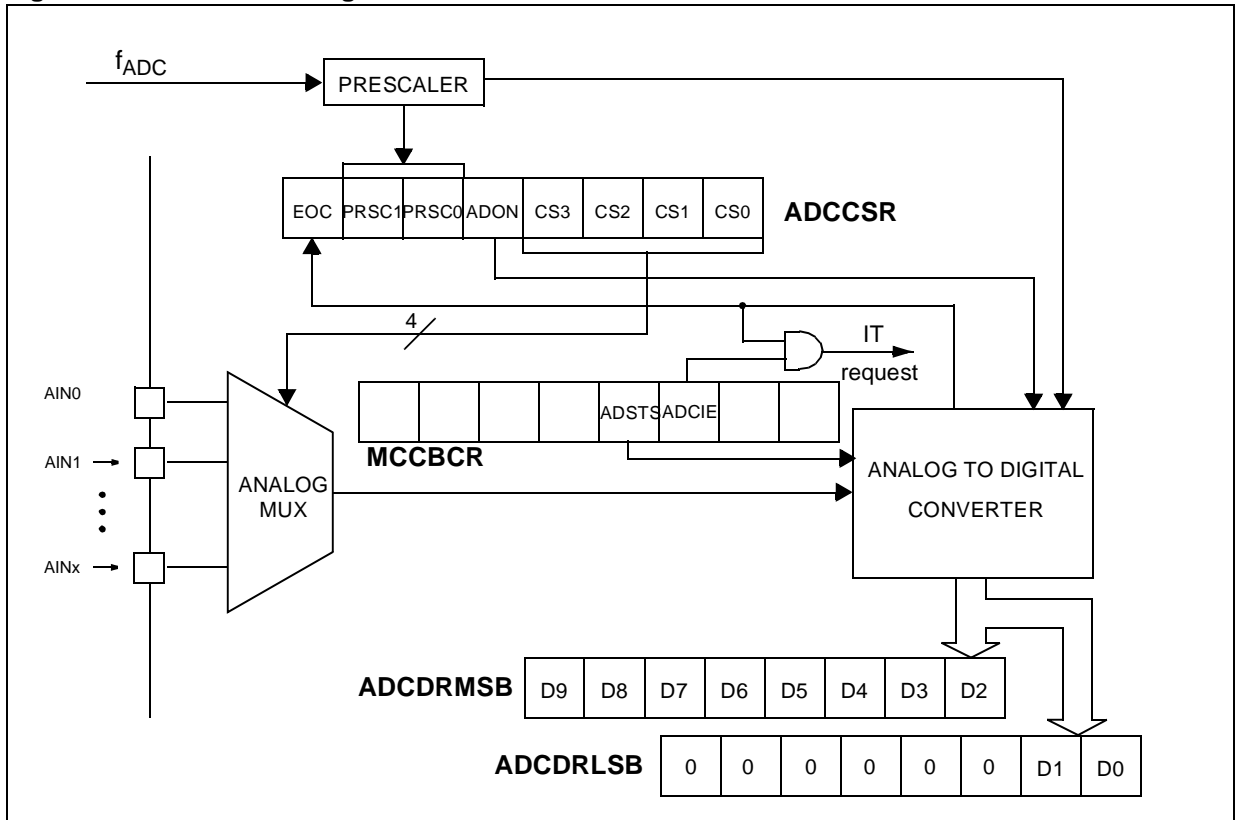 fADC
PRESCALER
EOC PRSC1 PRSC0 ADON CS3 CS2 CS1 CS0 ADCCSR
4
IT
request
AIN0
ADSTS ADCIE
MCCBCR
AIN1
ANALOG
MUX
ANALOG TO DIGITAL
CONVERTER
AINx
ADCDRMSB D9 D8 D7 D6 D5 D4 D3 D2
ADCDRLSB 0 0 0 0 0 0 D1 D0